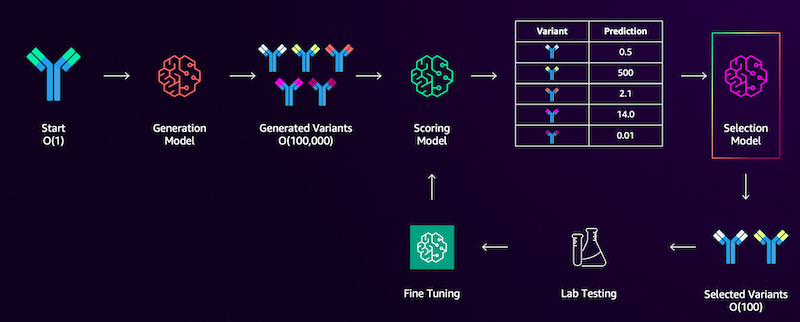 Variant Prediction
0.5
500
2.1
14.0
0.01
Start
O(1)
Generation
Model
Generated Variants
O(100,000)
Scoring
Model
Selection
Model
Fine Tuning
Lab Testing
Selected Variants
O(100)